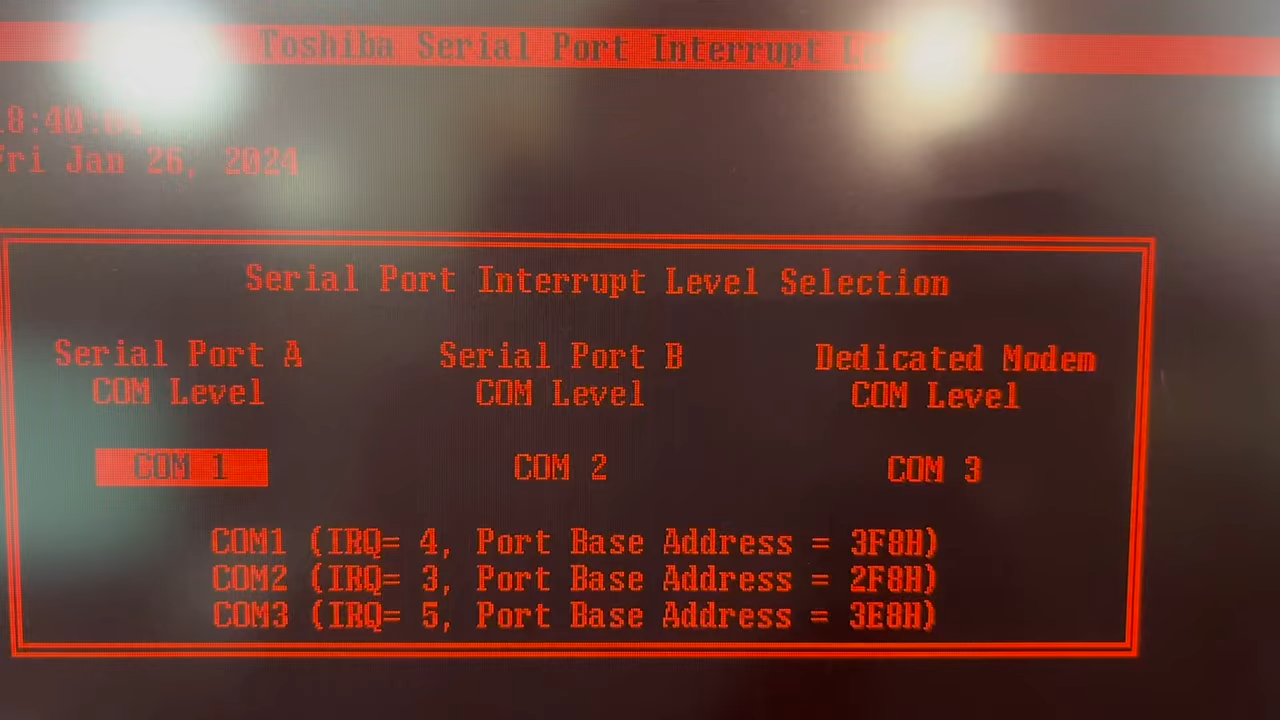 Toshiba Serial Port Interrupt
Fri Jan 26, 2024
Serial Port Interrupt Level Selection
Serial Port A Serial Port B Dedicated Modem
COM Level COM Level COM Level
COM 1 COM 2 COM 3
COM1 (IRQ= 4, Port Base Address = 3F8H)
COM2 (IRQ= 3, Port Base Address = 2F8H)
COM3 (IRQ= 5, Port Base Address = 3E8H)